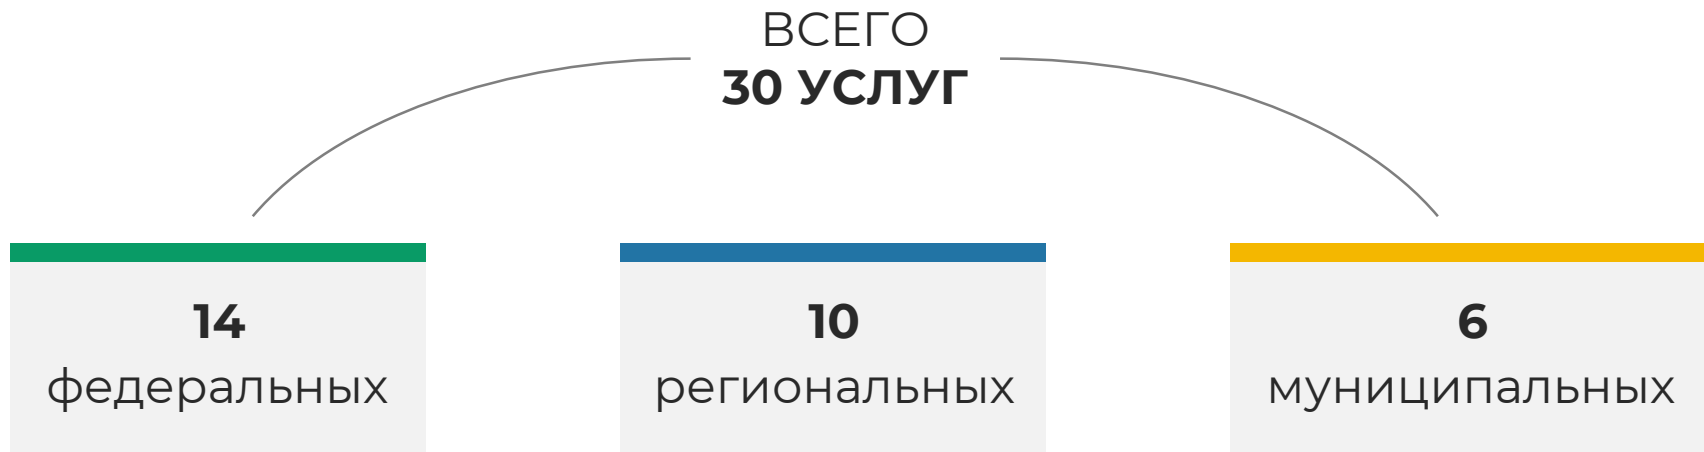 ВСЕГО
30 УСЛУГ
14
федеральных
10
региональных
6
муниципальных